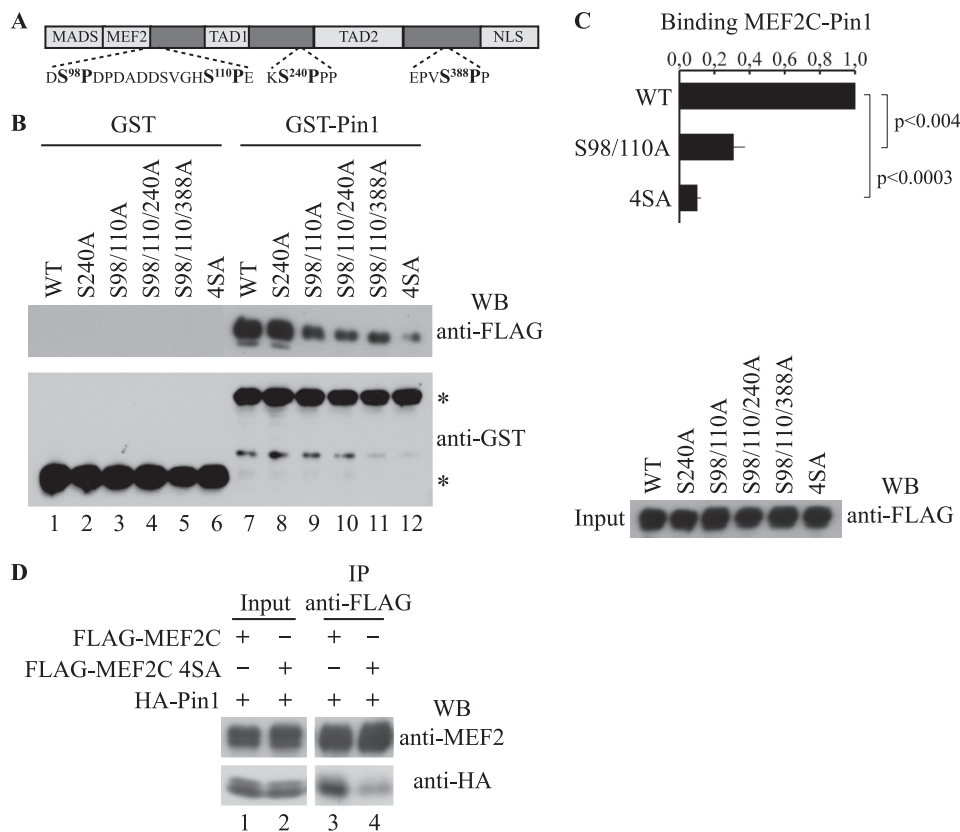 A
MADS MEF2 TAD1 TAD2 NLS
DS98PDPDADDSVGHS110PE KS240PPP EPVS388PP
B
GST GST-Pin1
WT S240A S98/110A S98/110/240A S98/110/388A 4SA WT S240A S98/110A S98/110/240A S98/110/388A 4SA
WB
anti-FLAG
*
anti-GST
*
1 2 3 4 5 6 7 8 9 10 11 12
C
Binding MEF2C-Pin1
0,0 0,2 0,4 0,6 0,8 1,0
WT
p<0.004
S98/110A
p<0.0003
4SA
WT S240A S98/110A S98/110/240A S98/110/388A 4SA
WB
Input anti-FLAG
D
IP
Input anti-FLAG
FLAG-MEF2C + – + –
FLAG-MEF2C 4SA – + – +
HA-Pin1 + + + +
WB
anti-MEF2
anti-HA
1 2 3 4